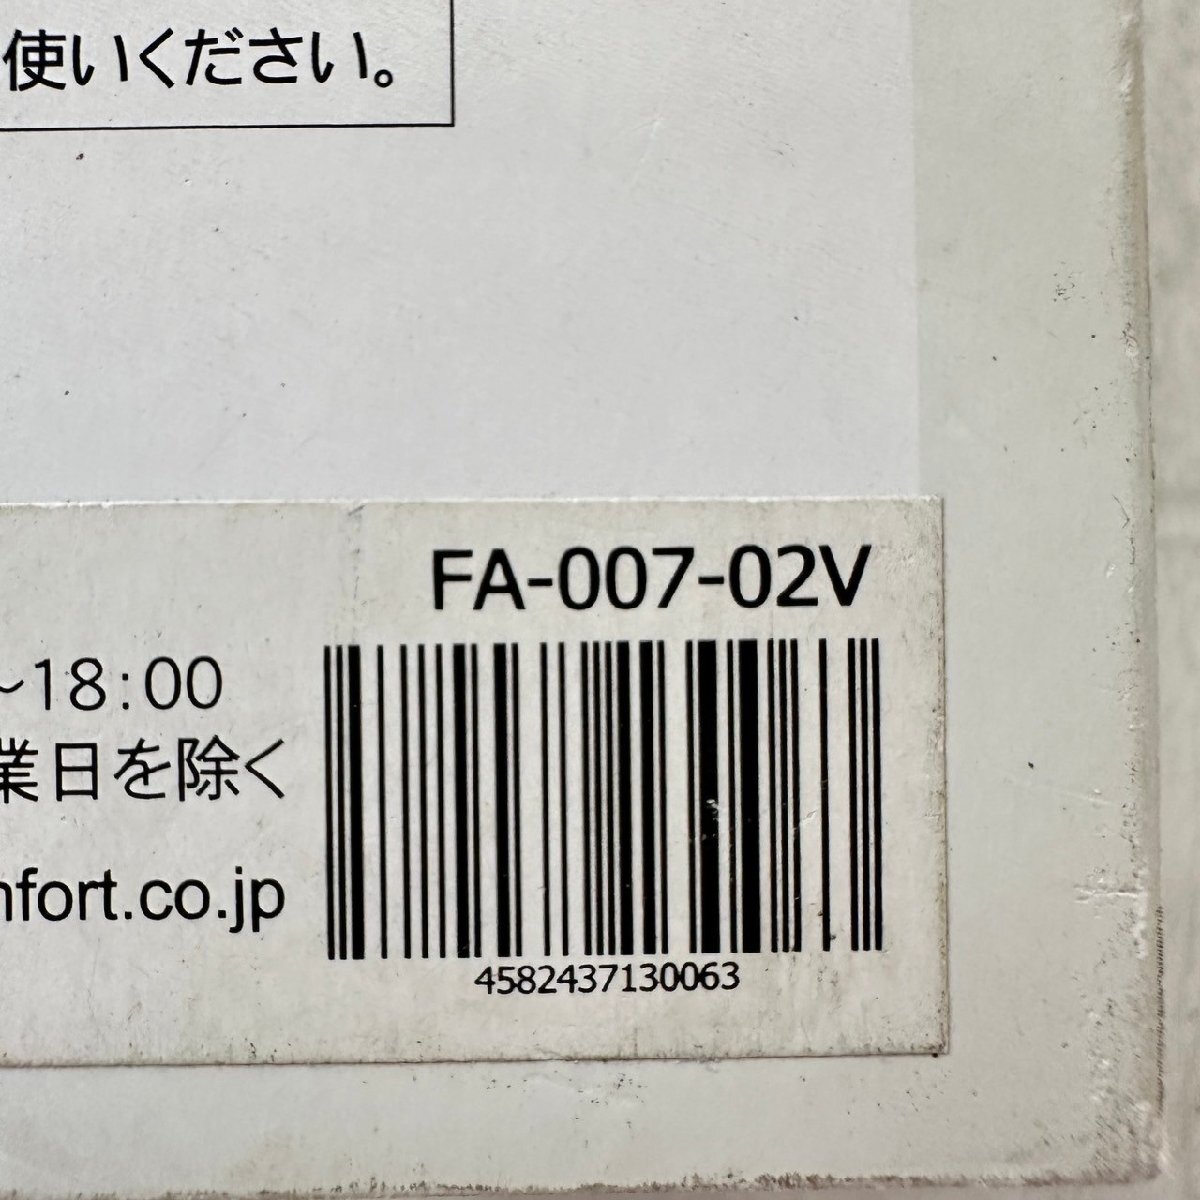 使いください。
FA-007-02V
～18:00
業日を除く
nfort.co.jp
4582437130063